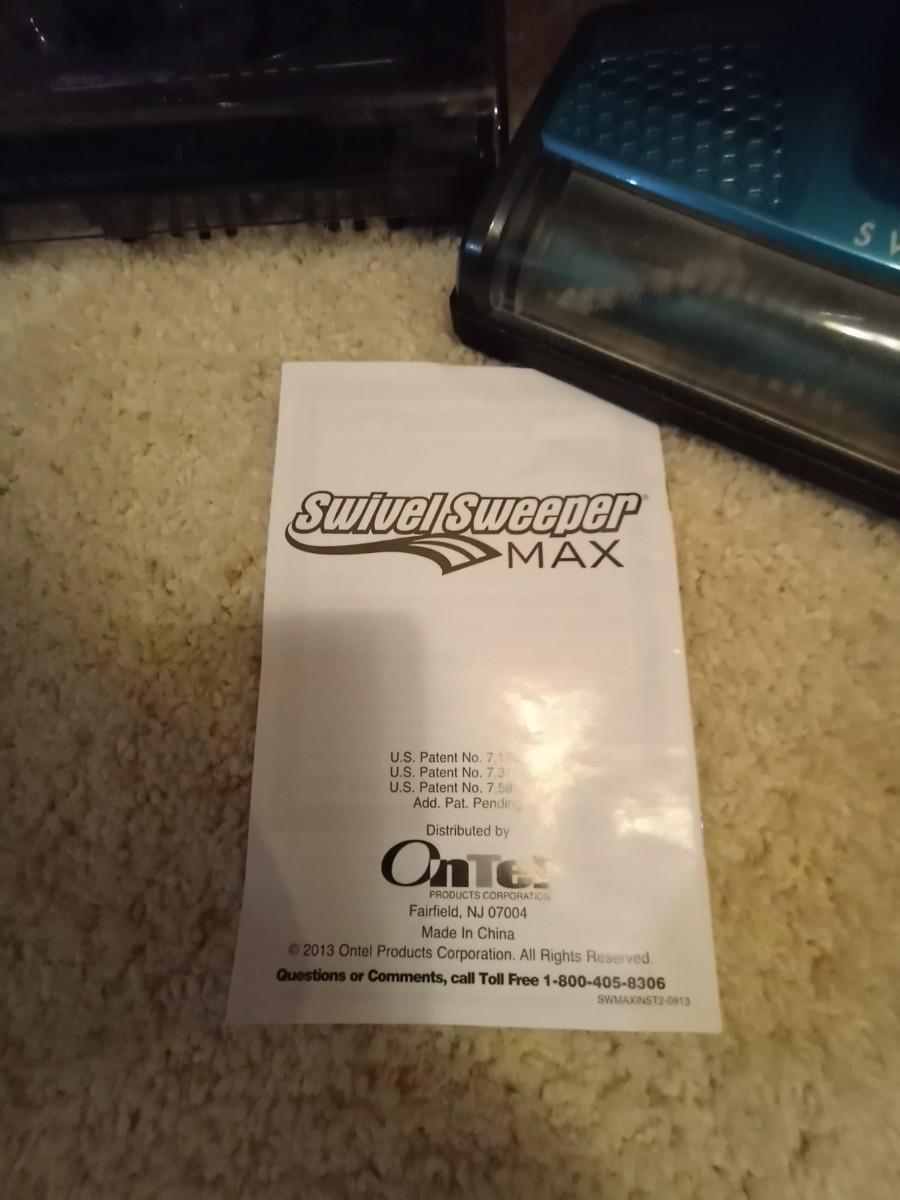 S
Swivel Sweeper®
MAX
U.S. Patent No.
U.S. Patent No.
U.S. Patent No.
Add. Pat. Pending
Distributed by
OnTel
PRODUCTS CORPORATION
Fairfield, NJ 07004
Made In China
© 2013 Ontel Products Corporation. All Rights Reserved.
Questions or Comments, call Toll Free 1-800-405-8306
SWMAXINST2-0913